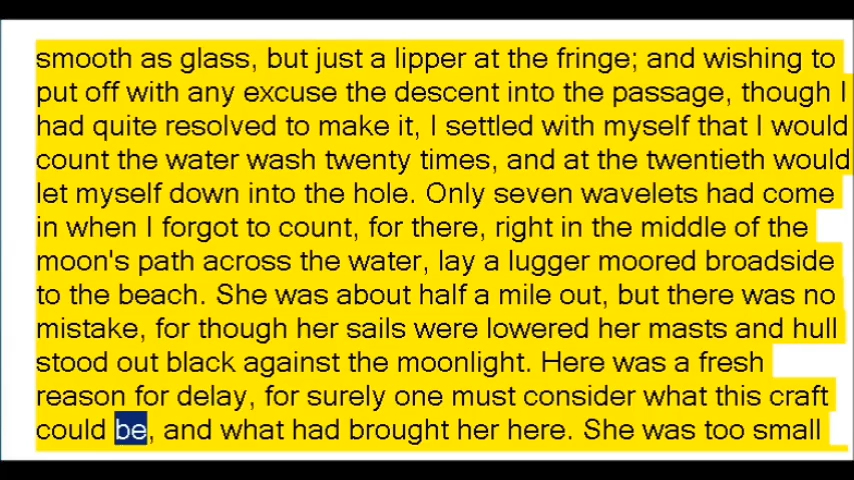 smooth as glass, but just a lipper at the fringe; and wishing to
put off with any excuse the descent into the passage, though I
had quite resolved to make it, I settled with myself that I would
count the water wash twenty times, and at the twentieth would
let myself down into the hole. Only seven wavelets had come
in when I forgot to count, for there, right in the middle of the
moon's path across the water, lay a lugger moored broadside
to the beach. She was about half a mile out, but there was no
mistake, for though her sails were lowered her masts and hull
stood out black against the moonlight. Here was a fresh
reason for delay, for surely one must consider what this craft
could be, and what had brought her here. She was too small